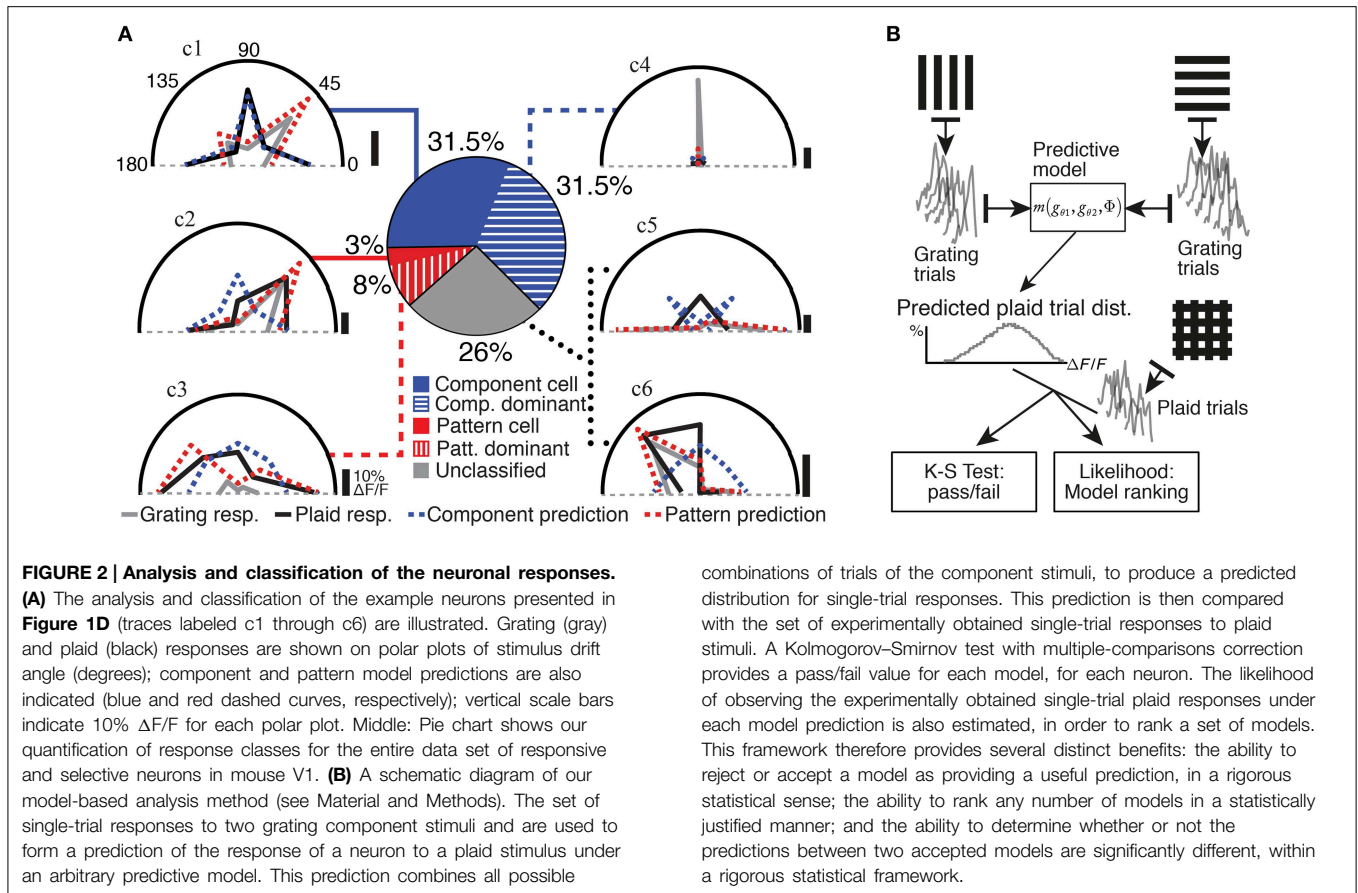 A
B
c1
90
135
45
180
0
c4
31.5%
31.5%
c2
3%
8%
c5
26%
c3
10%
ΔF/F
c6
Component cell
Comp. dominant
Pattern cell
Patt. dominant
Unclassified
Grating resp. Plaid resp. Component prediction Pattern prediction
Predictive
model
m(gθ1, gθ2, Φ)
Grating
trials
Grating
trials
Predicted plaid trial dist.
%
ΔF/F
Plaid trials
K-S Test:
pass/fail
Likelihood:
Model ranking
FIGURE 2 | Analysis and classification of the neuronal responses.
(A) The analysis and classification of the example neurons presented in
Figure 1D (traces labeled c1 through c6) are illustrated. Grating (gray)
and plaid (black) responses are shown on polar plots of stimulus drift
angle (degrees); component and pattern model predictions are also
indicated (blue and red dashed curves, respectively); vertical scale bars
indicate 10% ΔF/F for each polar plot. Middle: Pie chart shows our
quantification of response classes for the entire data set of responsive
and selective neurons in mouse V1. (B) A schematic diagram of our
model-based analysis method (see Material and Methods). The set of
single-trial responses to two grating component stimuli and are used to
form a prediction of the response of a neuron to a plaid stimulus under
an arbitrary predictive model. This prediction combines all possible
combinations of trials of the component stimuli, to produce a predicted
distribution for single-trial responses. This prediction is then compared
with the set of experimentally obtained single-trial responses to plaid
stimuli. A Kolmogorov–Smirnov test with multiple-comparisons correction
provides a pass/fail value for each model, for each neuron. The likelihood
of observing the experimentally obtained single-trial plaid responses under
each model prediction is also estimated, in order to rank a set of models.
This framework therefore provides several distinct benefits: the ability to
reject or accept a model as providing a useful prediction, in a rigorous
statistical sense; the ability to rank any number of models in a statistically
justified manner; and the ability to determine whether or not the
predictions between two accepted models are significantly different, within
a rigorous statistical framework.